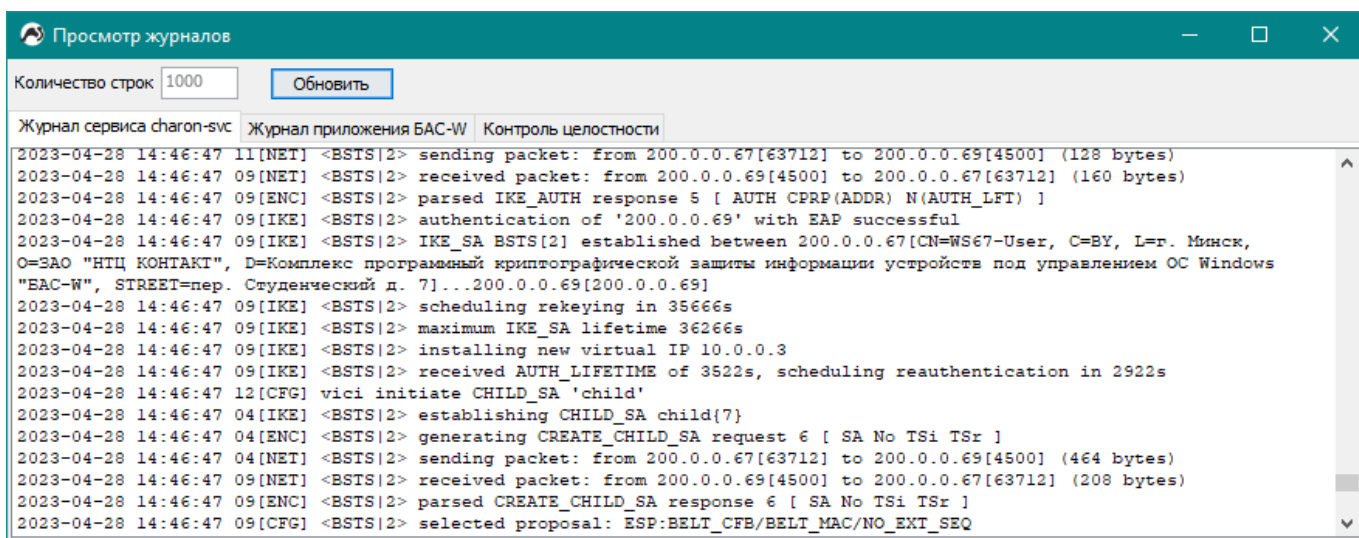 Просмотр журналов
Количество строк 1000 Обновить
Журнал сервиса charon-svc Журнал приложения БАС-W Контроль целостности
2023-04-28 14:46:47 11[NET] <BSTS|2> sending packet: from 200.0.0.67[63712] to 200.0.0.69[4500] (128 bytes)
2023-04-28 14:46:47 09[NET] <BSTS|2> received packet: from 200.0.0.69[4500] to 200.0.0.67[63712] (160 bytes)
2023-04-28 14:46:47 09[ENC] <BSTS|2> parsed IKE_AUTH response 5 [ AUTH CPRP(ADDR) N(AUTH_LFT) ]
2023-04-28 14:46:47 09[IKE] <BSTS|2> authentication of '200.0.0.69' with EAP successful
2023-04-28 14:46:47 09[IKE] <BSTS|2> IKE_SA BSTS[2] established between 200.0.0.67[CN=WS67-User, C=BY, L=г. Минск,
O=ЗАО "НТЦ КОНТАКТ", D=Комплекс программный криптографической защиты информации устройств под управлением ОС Windows
"БАС-W", STREET=пер. Студенческий д. 7]...200.0.0.69[200.0.0.69]
2023-04-28 14:46:47 09[IKE] <BSTS|2> scheduling rekeying in 35666s
2023-04-28 14:46:47 09[IKE] <BSTS|2> maximum IKE_SA lifetime 36266s
2023-04-28 14:46:47 09[IKE] <BSTS|2> installing new virtual IP 10.0.0.3
2023-04-28 14:46:47 09[IKE] <BSTS|2> received AUTH_LIFETIME of 3522s, scheduling reauthentication in 2922s
2023-04-28 14:46:47 12[CFG] vici initiate CHILD_SA 'child'
2023-04-28 14:46:47 04[IKE] <BSTS|2> establishing CHILD_SA child{7}
2023-04-28 14:46:47 04[ENC] <BSTS|2> generating CREATE_CHILD_SA request 6 [ SA No TSi TSr ]
2023-04-28 14:46:47 04[NET] <BSTS|2> sending packet: from 200.0.0.67[63712] to 200.0.0.69[4500] (464 bytes)
2023-04-28 14:46:47 09[NET] <BSTS|2> received packet: from 200.0.0.69[4500] to 200.0.0.67[63712] (208 bytes)
2023-04-28 14:46:47 09[ENC] <BSTS|2> parsed CREATE_CHILD_SA response 6 [ SA No TSi TSr ]
2023-04-28 14:46:47 09[CFG] <BSTS|2> selected proposal: ESP:BELT_CFB/BELT_MAC/NO_EXT_SEQ